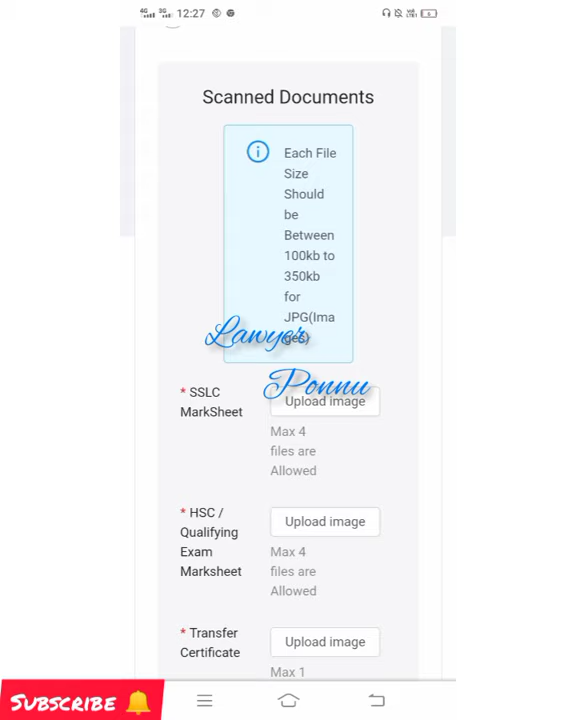 4G 3G 12:27
Scanned Documents
Each File
Size
Should
be
Between
100kb to
350kb
for
JPG(Ima
ges)
Lawyer
Ponnu
* SSLC
MarkSheet
Upload image
Max 4
files are
Allowed
* HSC /
Qualifying
Exam
Marksheet
Upload image
Max 4
files are
Allowed
* Transfer
Certificate
Upload image
Max 1
SUBSCRIBE